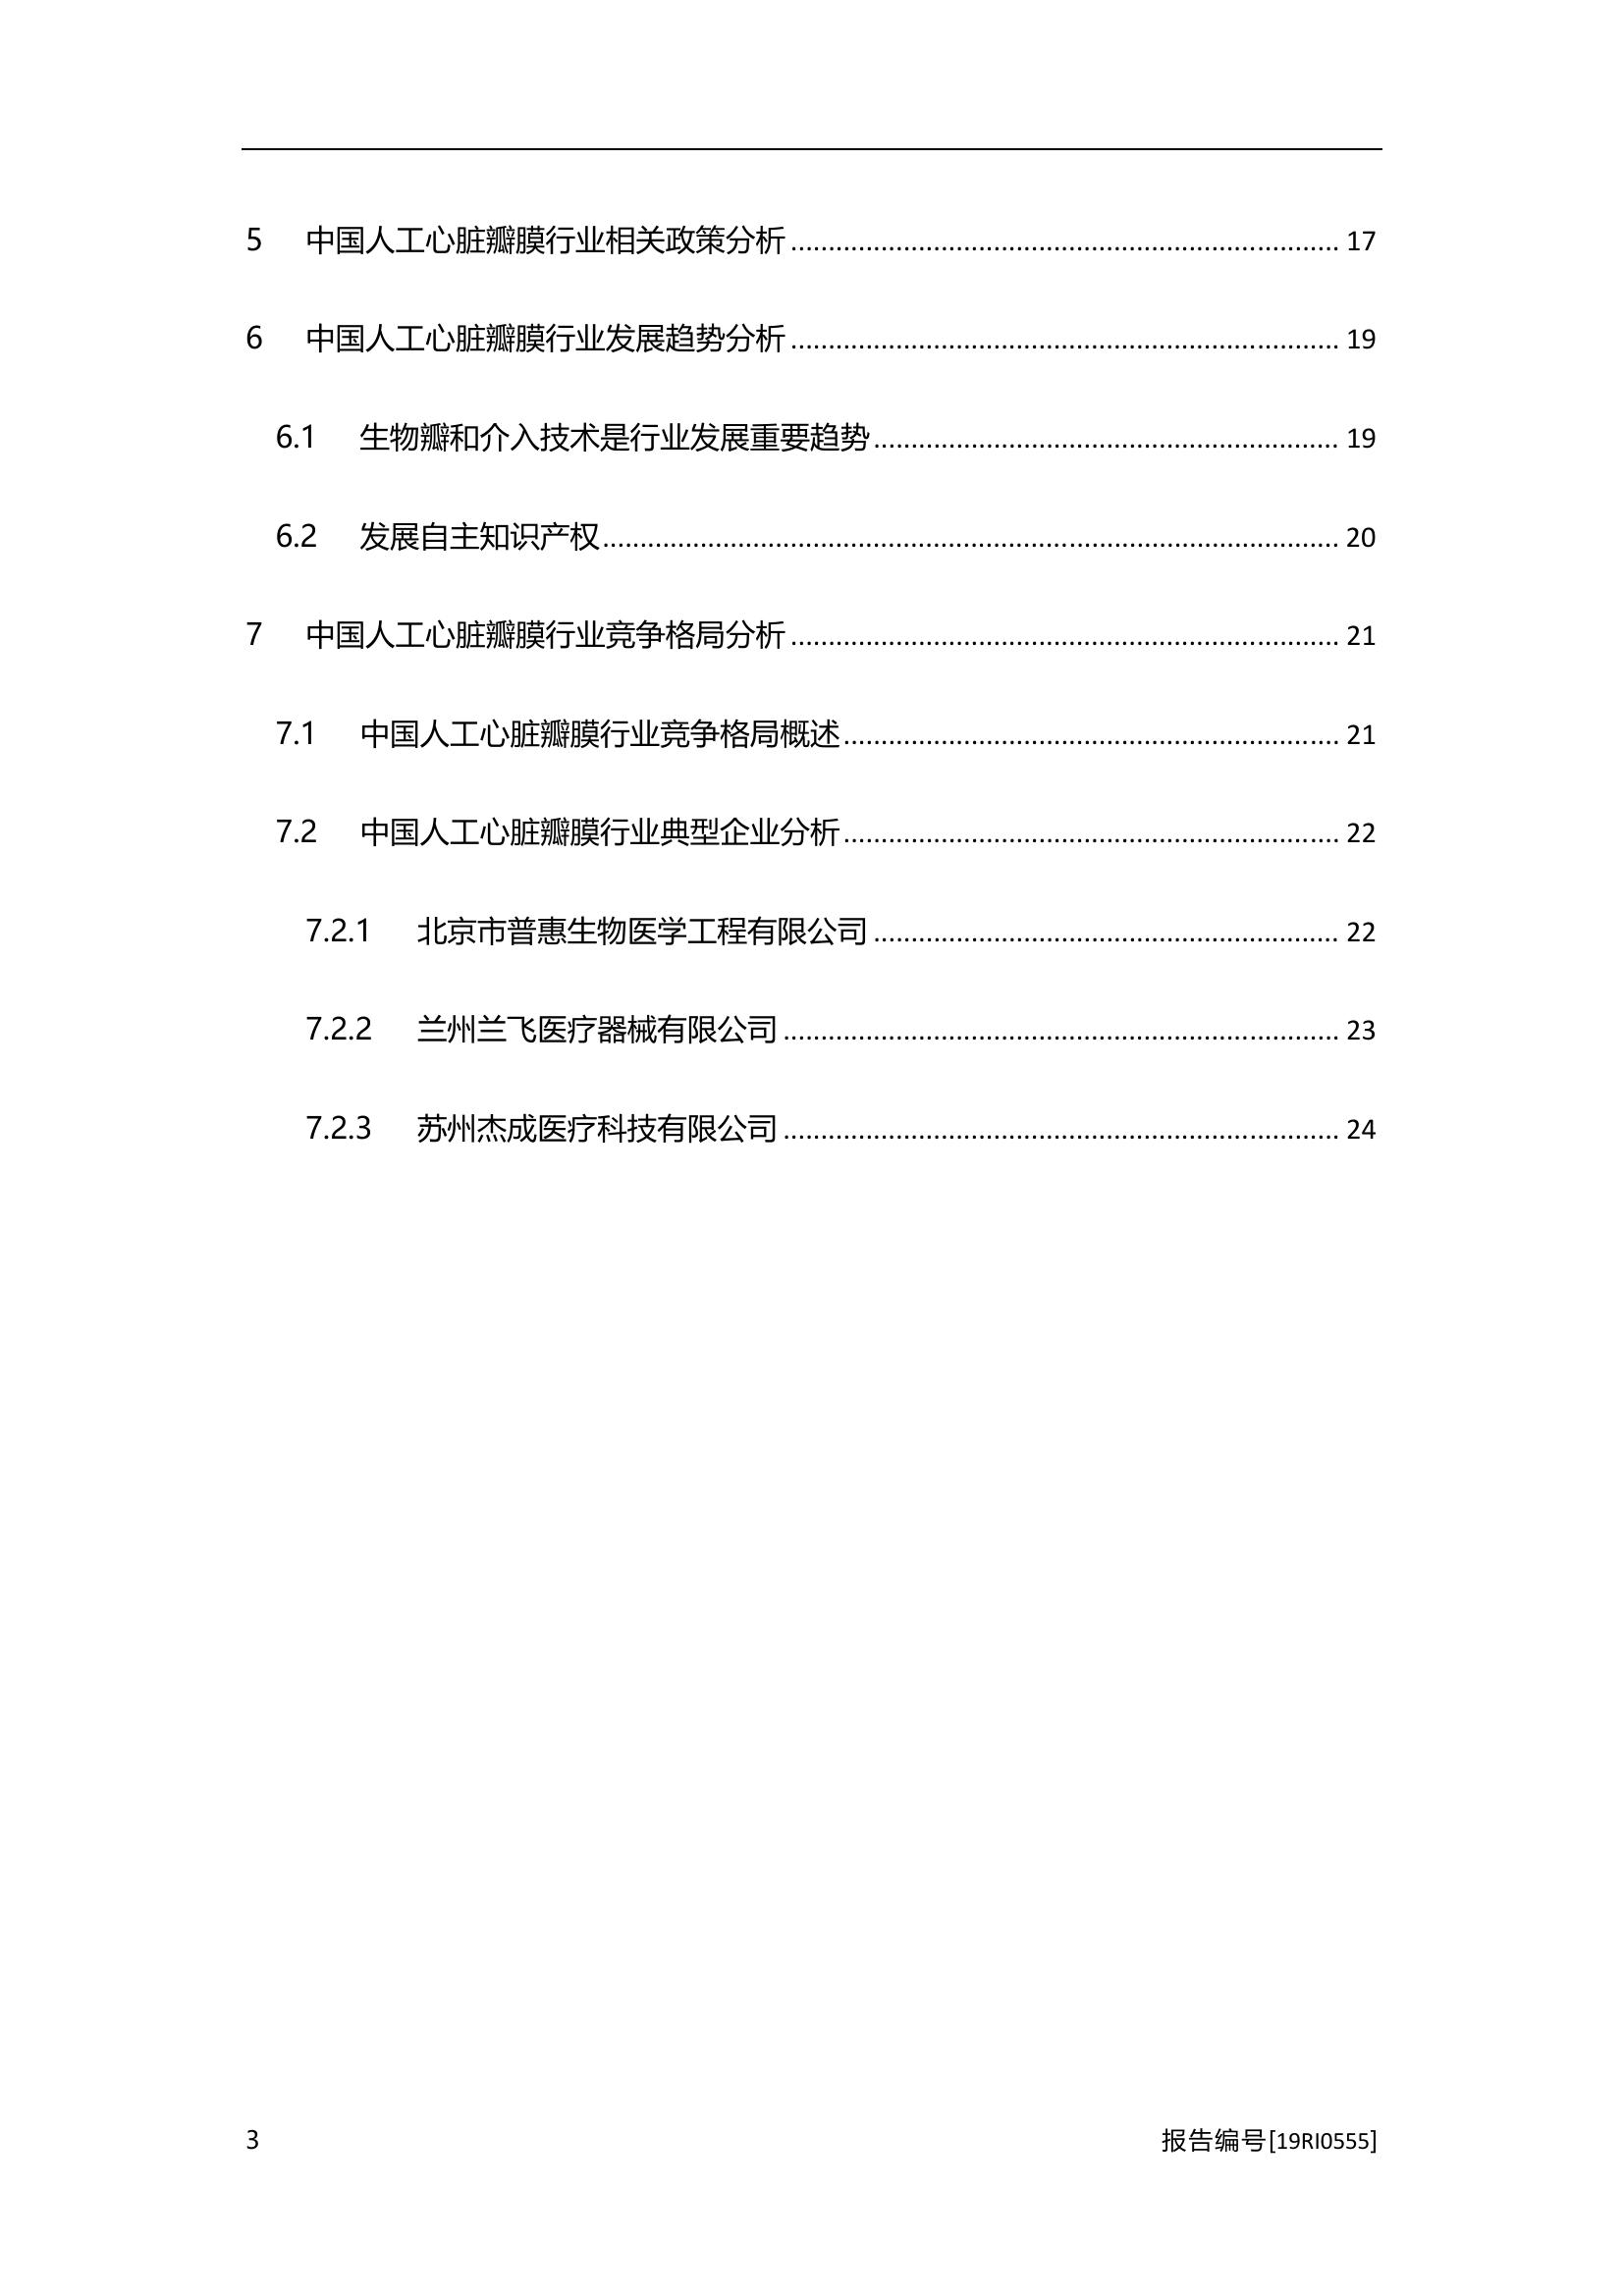 5 中国人工心脏瓣膜行业相关政策分析 ........................................ 17
6 中国人工心脏瓣膜行业发展趋势分析 ........................................ 19
6.1 生物瓣和介入技术是行业发展重要趋势 ........................................ 19
6.2 发展自主知识产权 ........................................ 20
7 中国人工心脏瓣膜行业竞争格局分析 ........................................ 21
7.1 中国人工心脏瓣膜行业竞争格局概述 ........................................ 21
7.2 中国人工心脏瓣膜行业典型企业分析 ........................................ 22
7.2.1 北京市普惠生物医学工程有限公司 ........................................ 22
7.2.2 兰州兰飞医疗器械有限公司 ........................................ 23
7.2.3 苏州杰成医疗科技有限公司 ........................................ 24
3 报告编号[19RI0555]